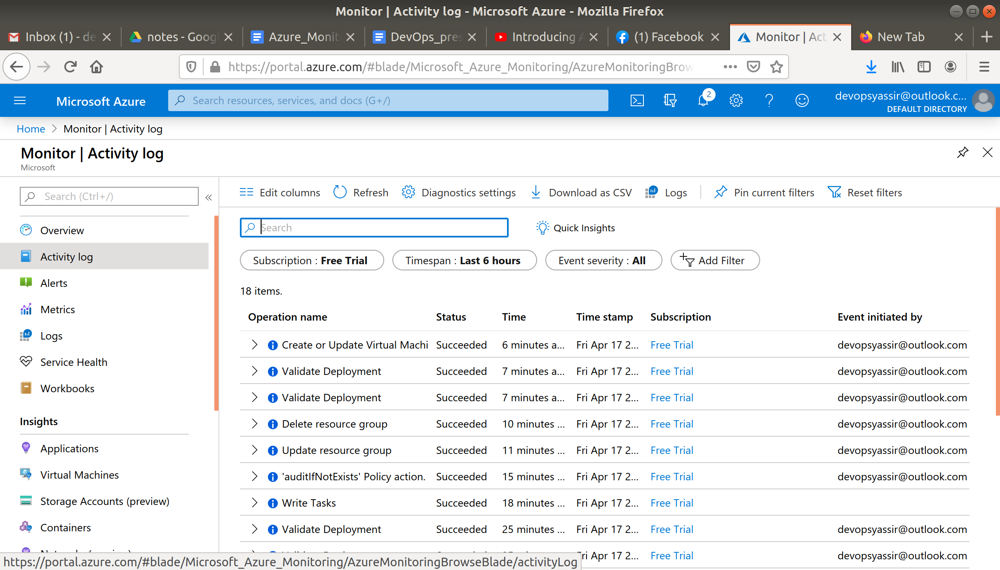 Monitor | Activity log - Microsoft Azure - Mozilla Firefox
Inbox (1) - de
notes - Googl
Azure_Monit
DevOps_pres
Introducing A
(1) Facebook
Monitor | Act
New Tab
https://portal.azure.com/#blade/Microsoft_Azure_Monitoring/AzureMonitoringBrow
Microsoft Azure
Search resources, services, and docs (G+/)
2
devopsyassir@outlook.c...
DEFAULT DIRECTORY
Home > Monitor | Activity log
Monitor | Activity log
Microsoft
Search (Ctrl+/)
«
Overview
Activity log
Alerts
Metrics
Logs
Service Health
Workbooks
Insights
Applications
Virtual Machines
Storage Accounts (preview)
Containers
Edit columns
Refresh
Diagnostics settings
Download as CSV
Logs
Pin current filters
Reset filters
Search
Quick Insights
Subscription : Free Trial
Timespan : Last 6 hours
Event severity : All
Add Filter
18 items.
Operation name Status Time Time stamp Subscription Event initiated by
Create or Update Virtual Machi Succeeded 6 minutes a... Fri Apr 17 2... Free Trial devopsyassir@outlook.com
Validate Deployment Succeeded 7 minutes a... Fri Apr 17 2... Free Trial devopsyassir@outlook.com
Validate Deployment Succeeded 7 minutes a... Fri Apr 17 2... Free Trial devopsyassir@outlook.com
Delete resource group Succeeded 10 minutes ... Fri Apr 17 2... Free Trial devopsyassir@outlook.com
Update resource group Succeeded 11 minutes ... Fri Apr 17 2... Free Trial devopsyassir@outlook.com
'auditIfNotExists' Policy action. Succeeded 15 minutes ... Fri Apr 17 2... Free Trial devopsyassir@outlook.com
Write Tasks Succeeded 18 minutes ... Fri Apr 17 2... Free Trial
Validate Deployment Succeeded 25 minutes ... Fri Apr 17 2... Free Trial devopsyassir@outlook.com
ri Apr 17 2... Free Trial devopsyassir@outlook.com
https://portal.azure.com/#blade/Microsoft_Azure_Monitoring/AzureMonitoringBrowseBlade/activityLog